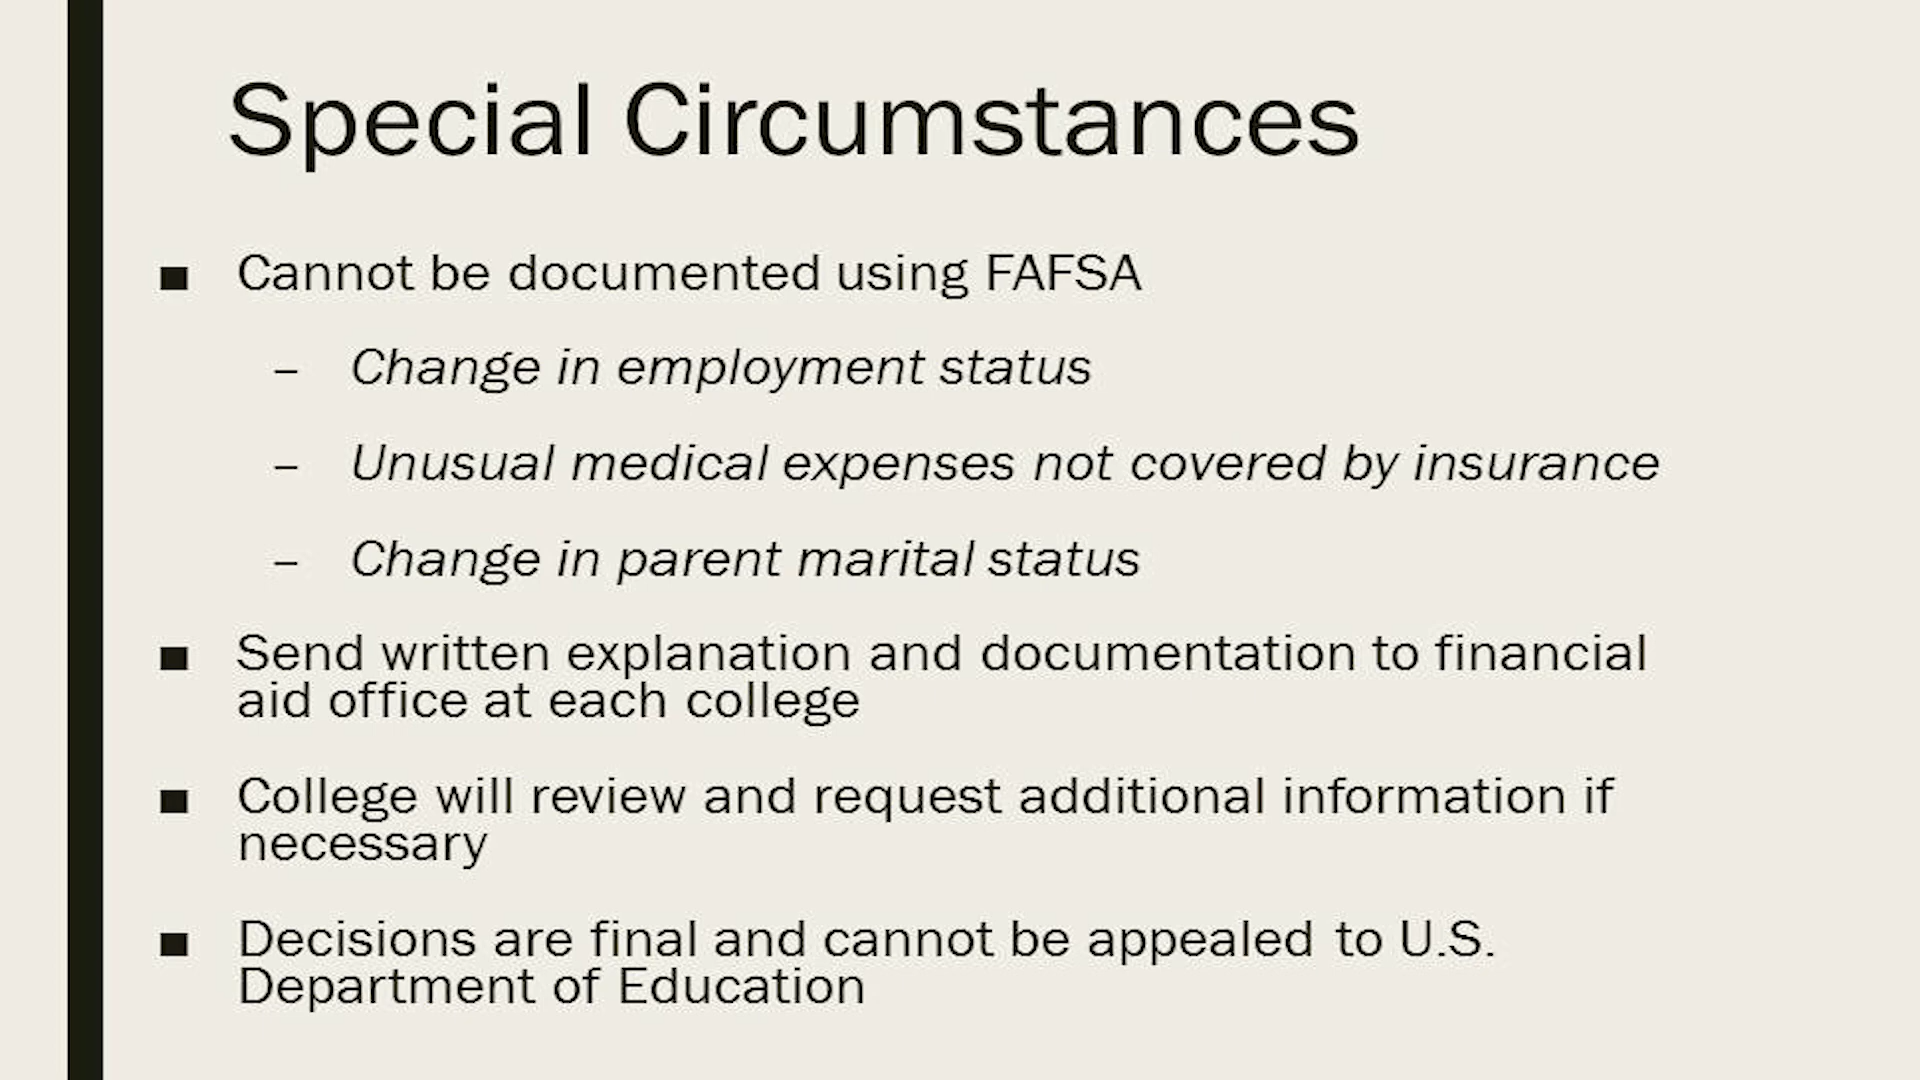 Special Circumstances
■ Cannot be documented using FAFSA
– Change in employment status
– Unusual medical expenses not covered by insurance
– Change in parent marital status
■ Send written explanation and documentation to financial
aid office at each college
■ College will review and request additional information if
necessary
■ Decisions are final and cannot be appealed to U.S.
Department of Education